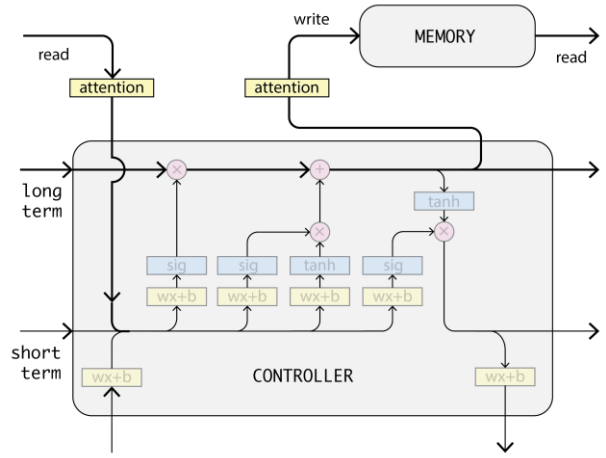 write
MEMORY
read
read
attention
attention
long
term
tanh
sig
sig
tanh
sig
wx+b
wx+b
wx+b
wx+b
short
term
wx+b
CONTROLLER
wx+b